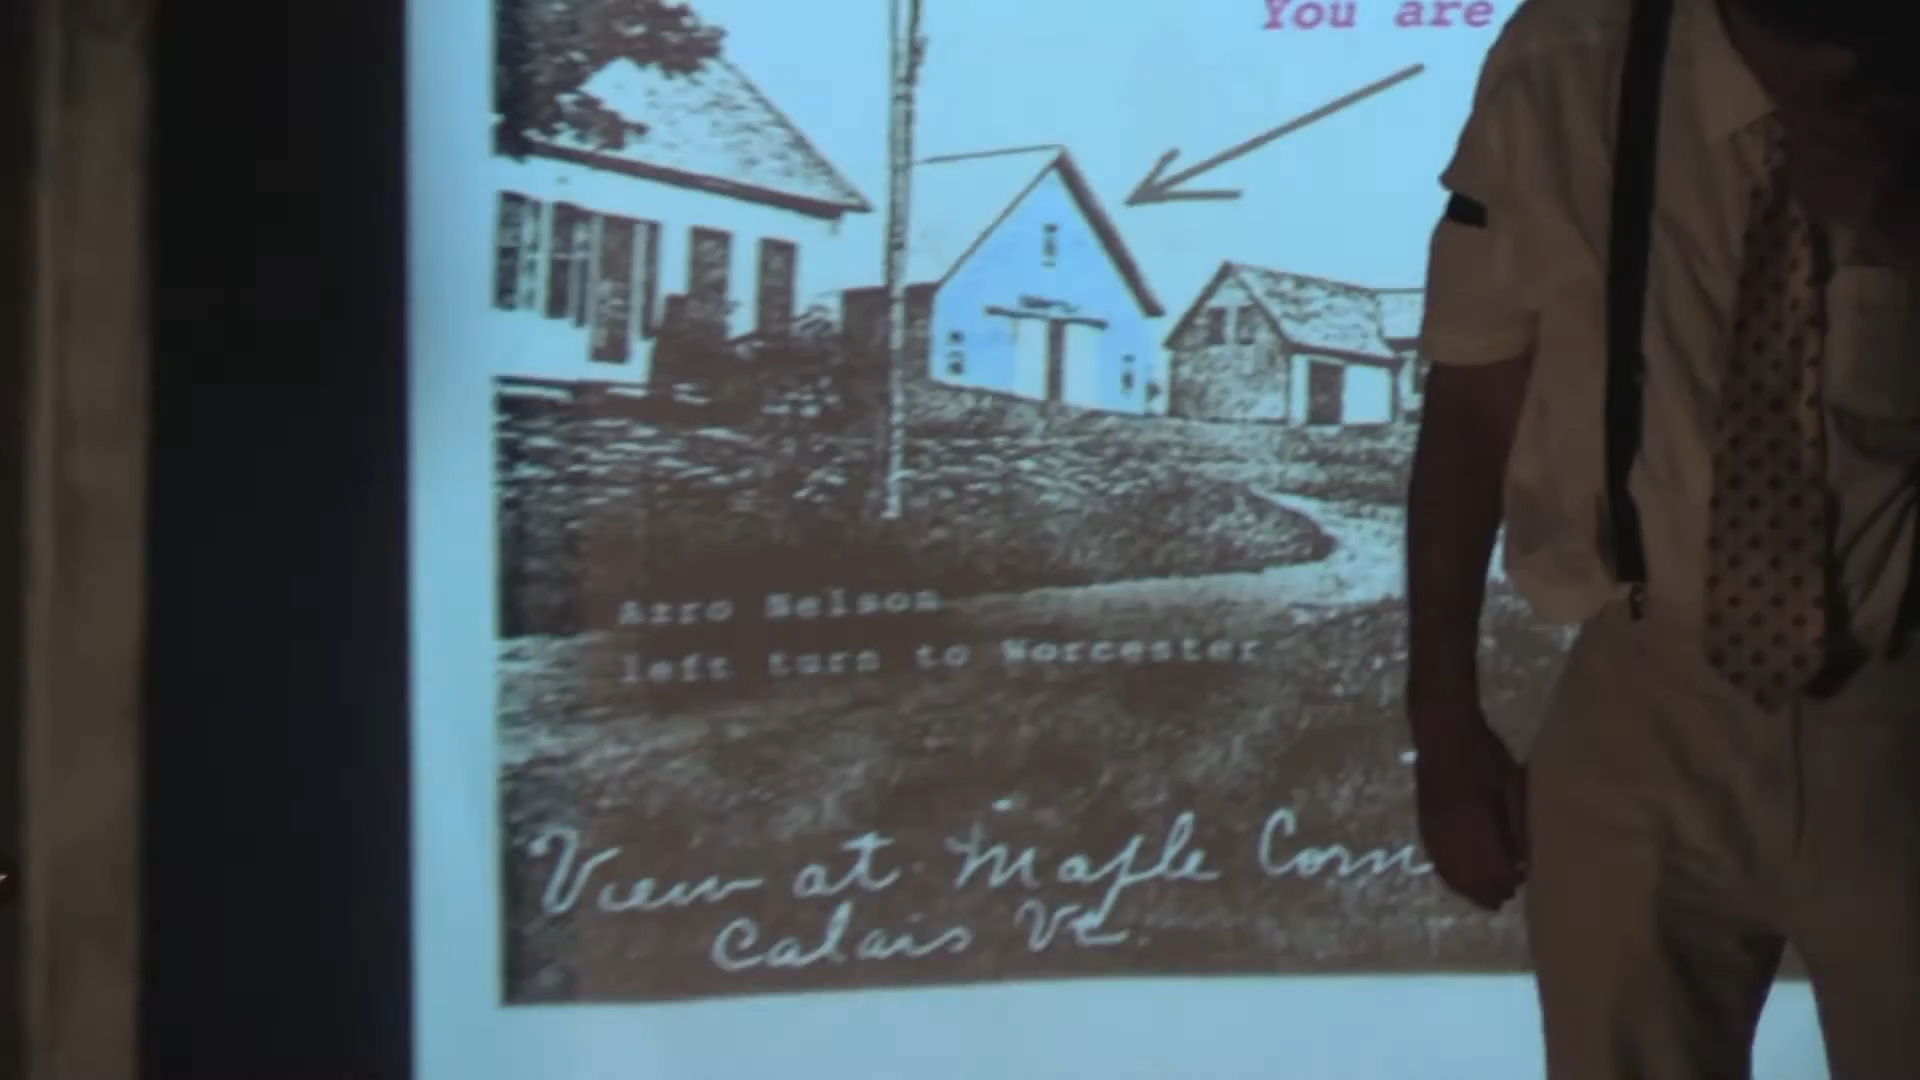 You are
Azro Nelson
left turn to Worcester
View at Maple Corn
Calais Vt.